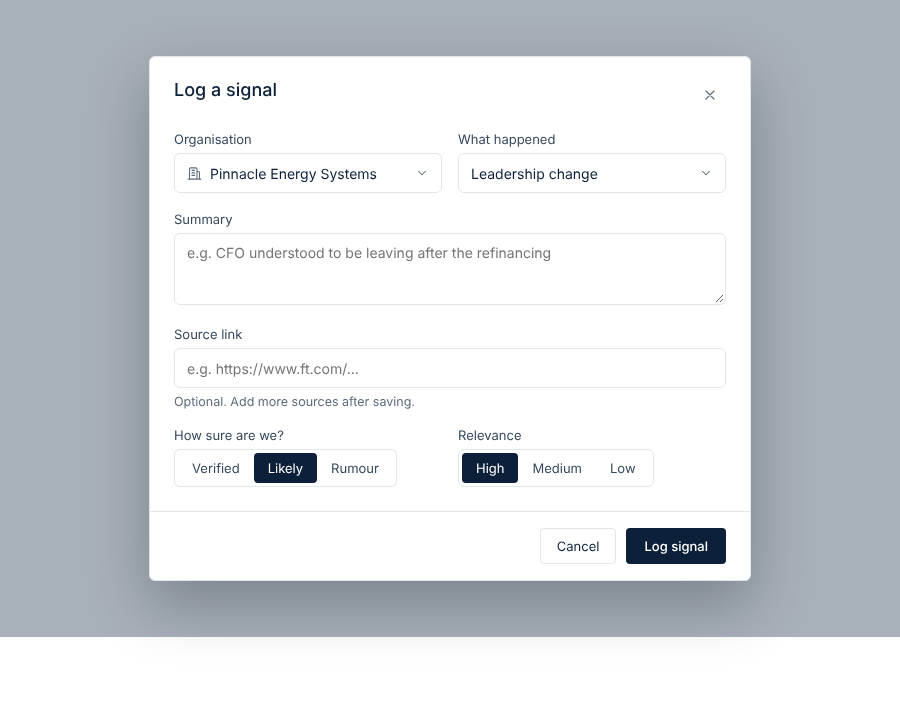 Log a signal
Organisation
What happened
Pinnacle Energy Systems
Leadership change
Summary
e.g. CFO understood to be leaving after the refinancing
Source link
e.g. https://www.ft.com/...
Optional. Add more sources after saving.
How sure are we?
Relevance
Verified Likely Rumour
High Medium Low
Cancel
Log signal